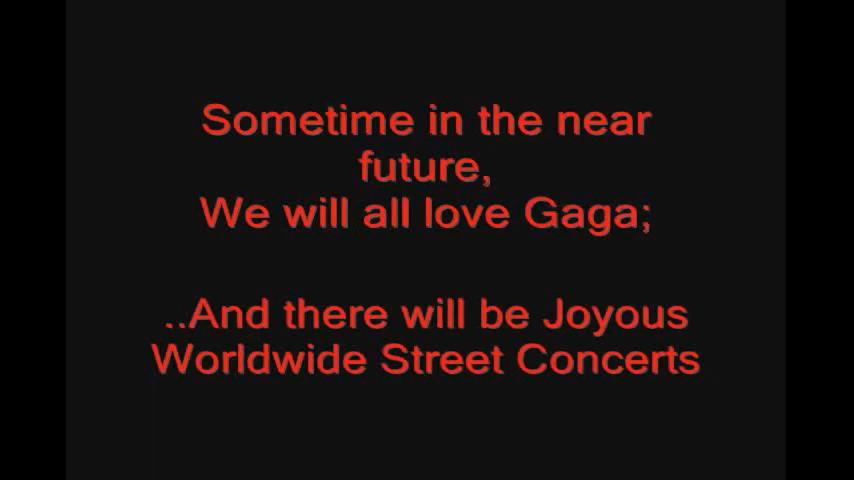 Sometime in the near
future,
We will all love Gaga;
..And there will be Joyous
Worldwide Street Concerts